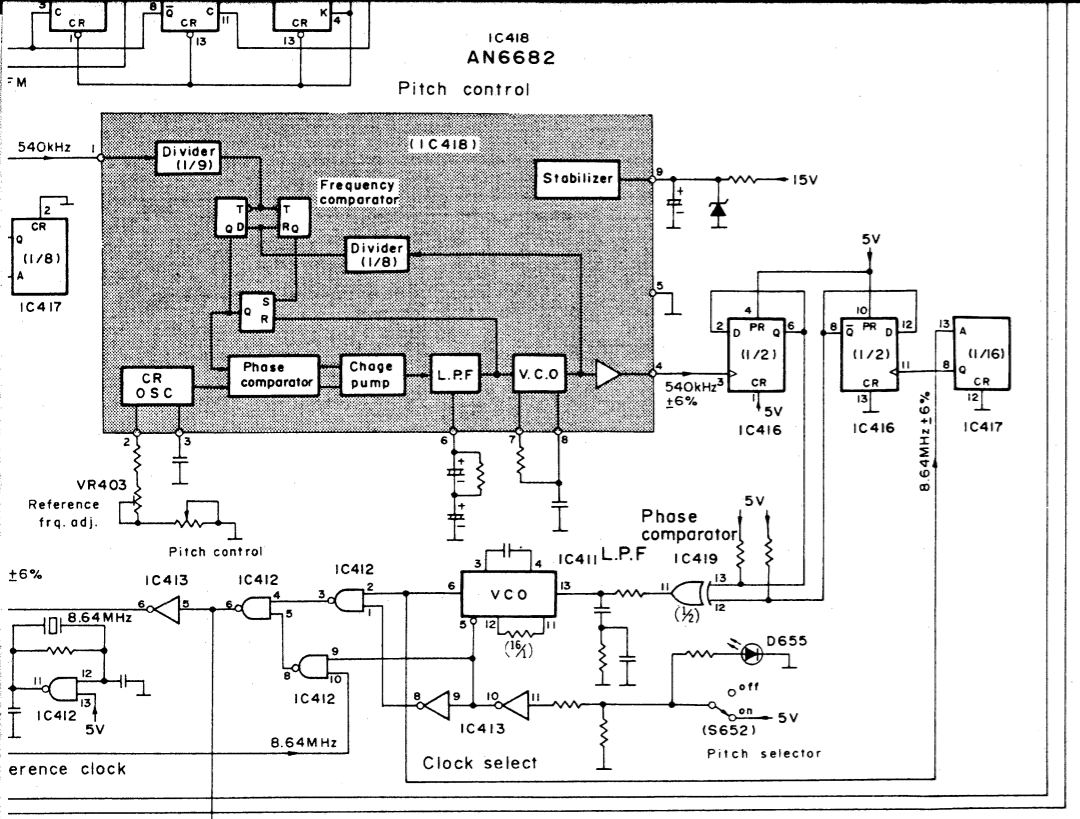 3 C CR 1
8 Q̅ C 11 CR 13
K 4 CR 13
FM
IC418
AN6682
Pitch control
(IC418)
540kHz 1
Divider
(1/9)
Stabilizer 9
15V
Frequency
comparator
T
Q D
T
R Q
2
CR
Q
(1/8)
A
IC417
Divider
(1/8)
5V
5
S
Q
R
4 10
2 D PR Q 6
(1/2)
CR
3
1
5V
IC416
8 Q̅ PR D 12
(1/2)
11
CR
13
IC416
13 A
(1/16)
8 Q
CR
12
IC417
CR
OSC
Phase
comparator
Chage
pump
L.P.F
V.C.O
4
540kHz
±6%
2 3 6 7 8
8.64MHz±6%
VR403
Reference
frq. adj.
Pitch control
Phase
comparator
5V
±6%
IC413
IC412
IC412
3 4
IC411
L.P.F
IC419
6 5
6 4 5
3 2 1
6 VCO 13
5 12 11
(16/1)
11 13 12
(1/2)
8.64MHz
11 12 13
IC412
5V
8 9 10
IC412
8 9
10 11
IC413
D655
off
on
5V
(S652)
Pitch selector
8.64MHz
erence clock
Clock select